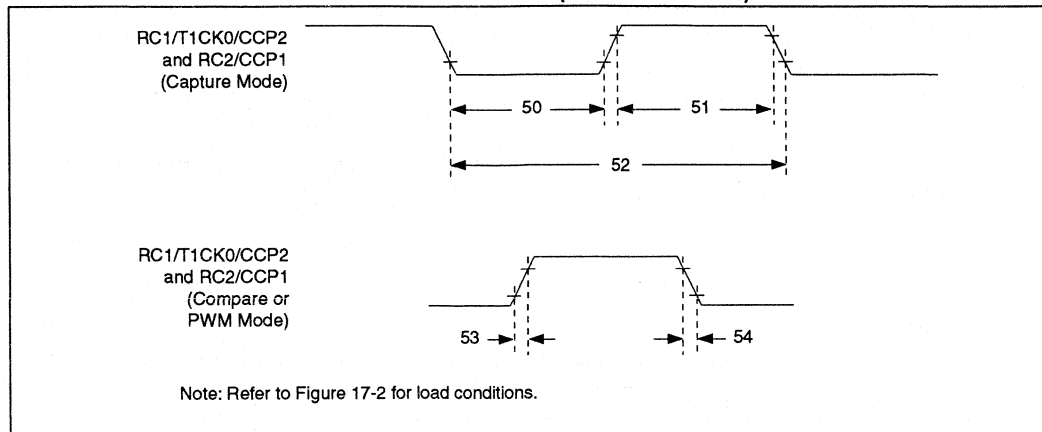 RC1/T1CK0/CCP2
and RC2/CCP1
(Capture Mode)
50
51
52
RC1/T1CK0/CCP2
and RC2/CCP1
(Compare or
PWM Mode)
53
54
Note: Refer to Figure 17-2 for load conditions.